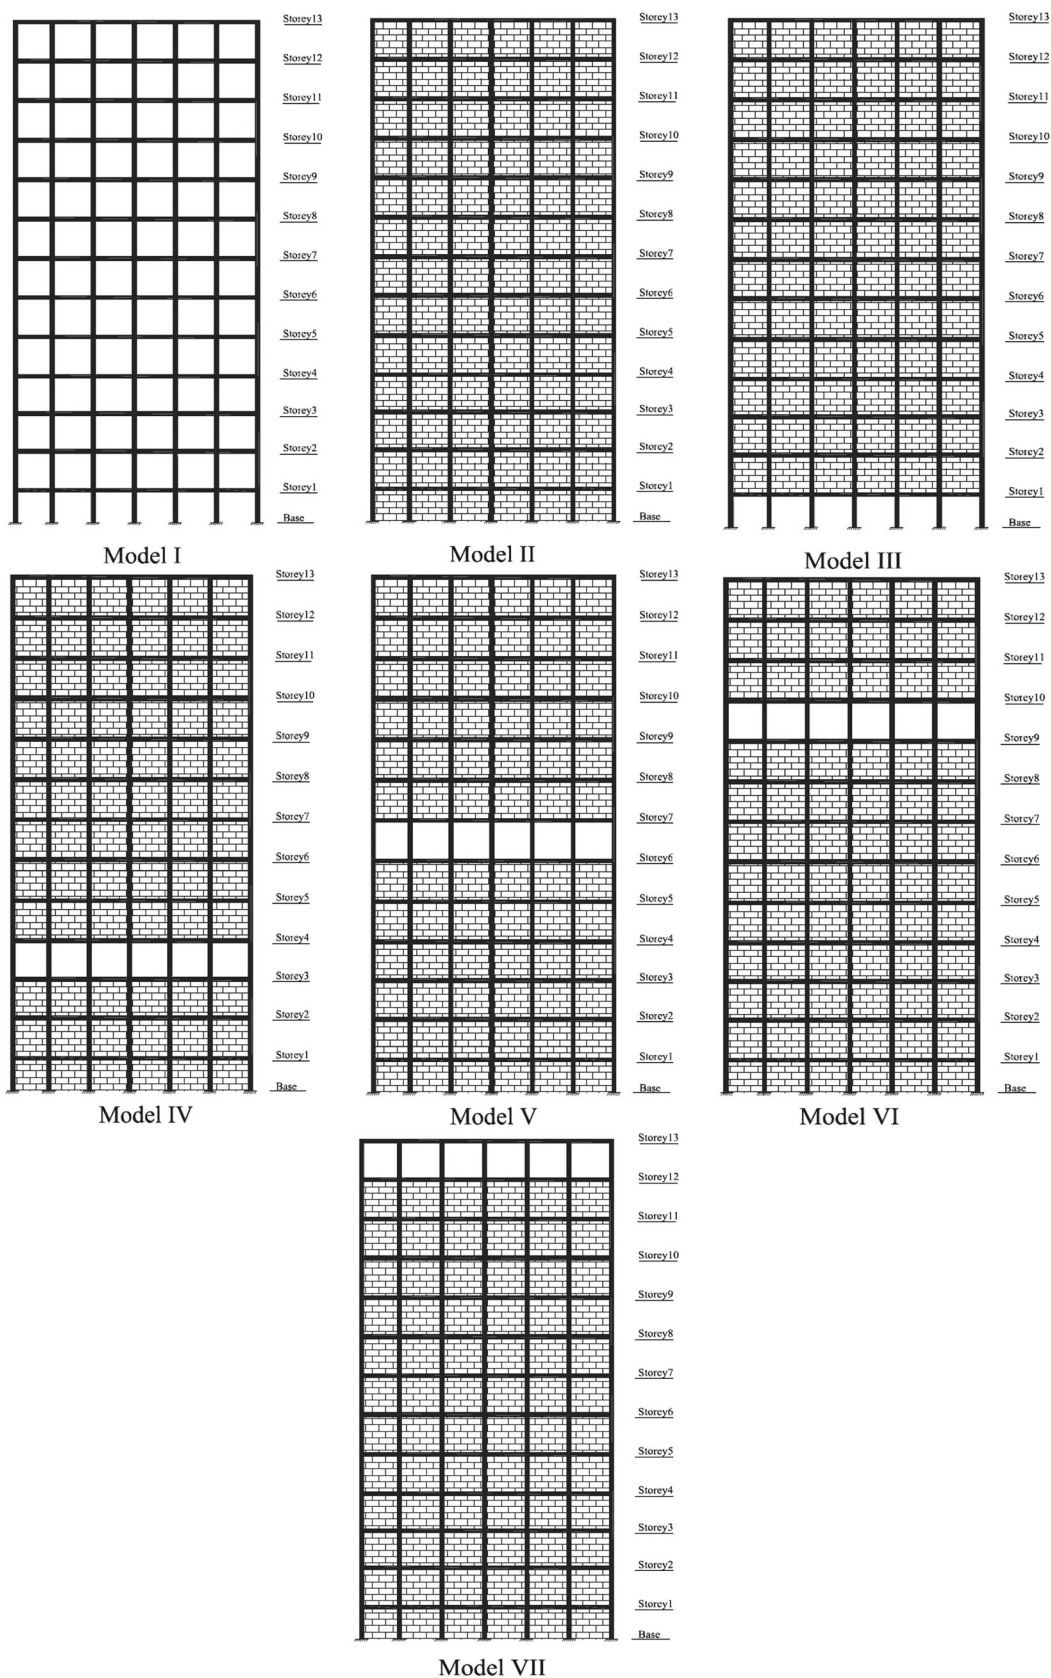 Storey13
Storey12
Storey11
Storey10
Storey9
Storey8
Storey7
Storey6
Storey5
Storey4
Storey3
Storey2
Storey1
Base
Model I
Storey13
Storey12
Storey11
Storey10
Storey9
Storey8
Storey7
Storey6
Storey5
Storey4
Storey3
Storey2
Storey1
Base
Model II
Storey13
Storey12
Storey11
Storey10
Storey9
Storey8
Storey7
Storey6
Storey5
Storey4
Storey3
Storey2
Storey1
Base
Model III
Storey13
Storey12
Storey11
Storey10
Storey9
Storey8
Storey7
Storey6
Storey5
Storey4
Storey3
Storey2
Storey1
Base
Model IV
Storey13
Storey12
Storey11
Storey10
Storey9
Storey8
Storey7
Storey6
Storey5
Storey4
Storey3
Storey2
Storey1
Base
Model V
Storey13
Storey12
Storey11
Storey10
Storey9
Storey8
Storey7
Storey6
Storey5
Storey4
Storey3
Storey2
Storey1
Base
Model VI
Storey13
Storey12
Storey11
Storey10
Storey9
Storey8
Storey7
Storey6
Storey5
Storey4
Storey3
Storey2
Storey1
Base
Model VII